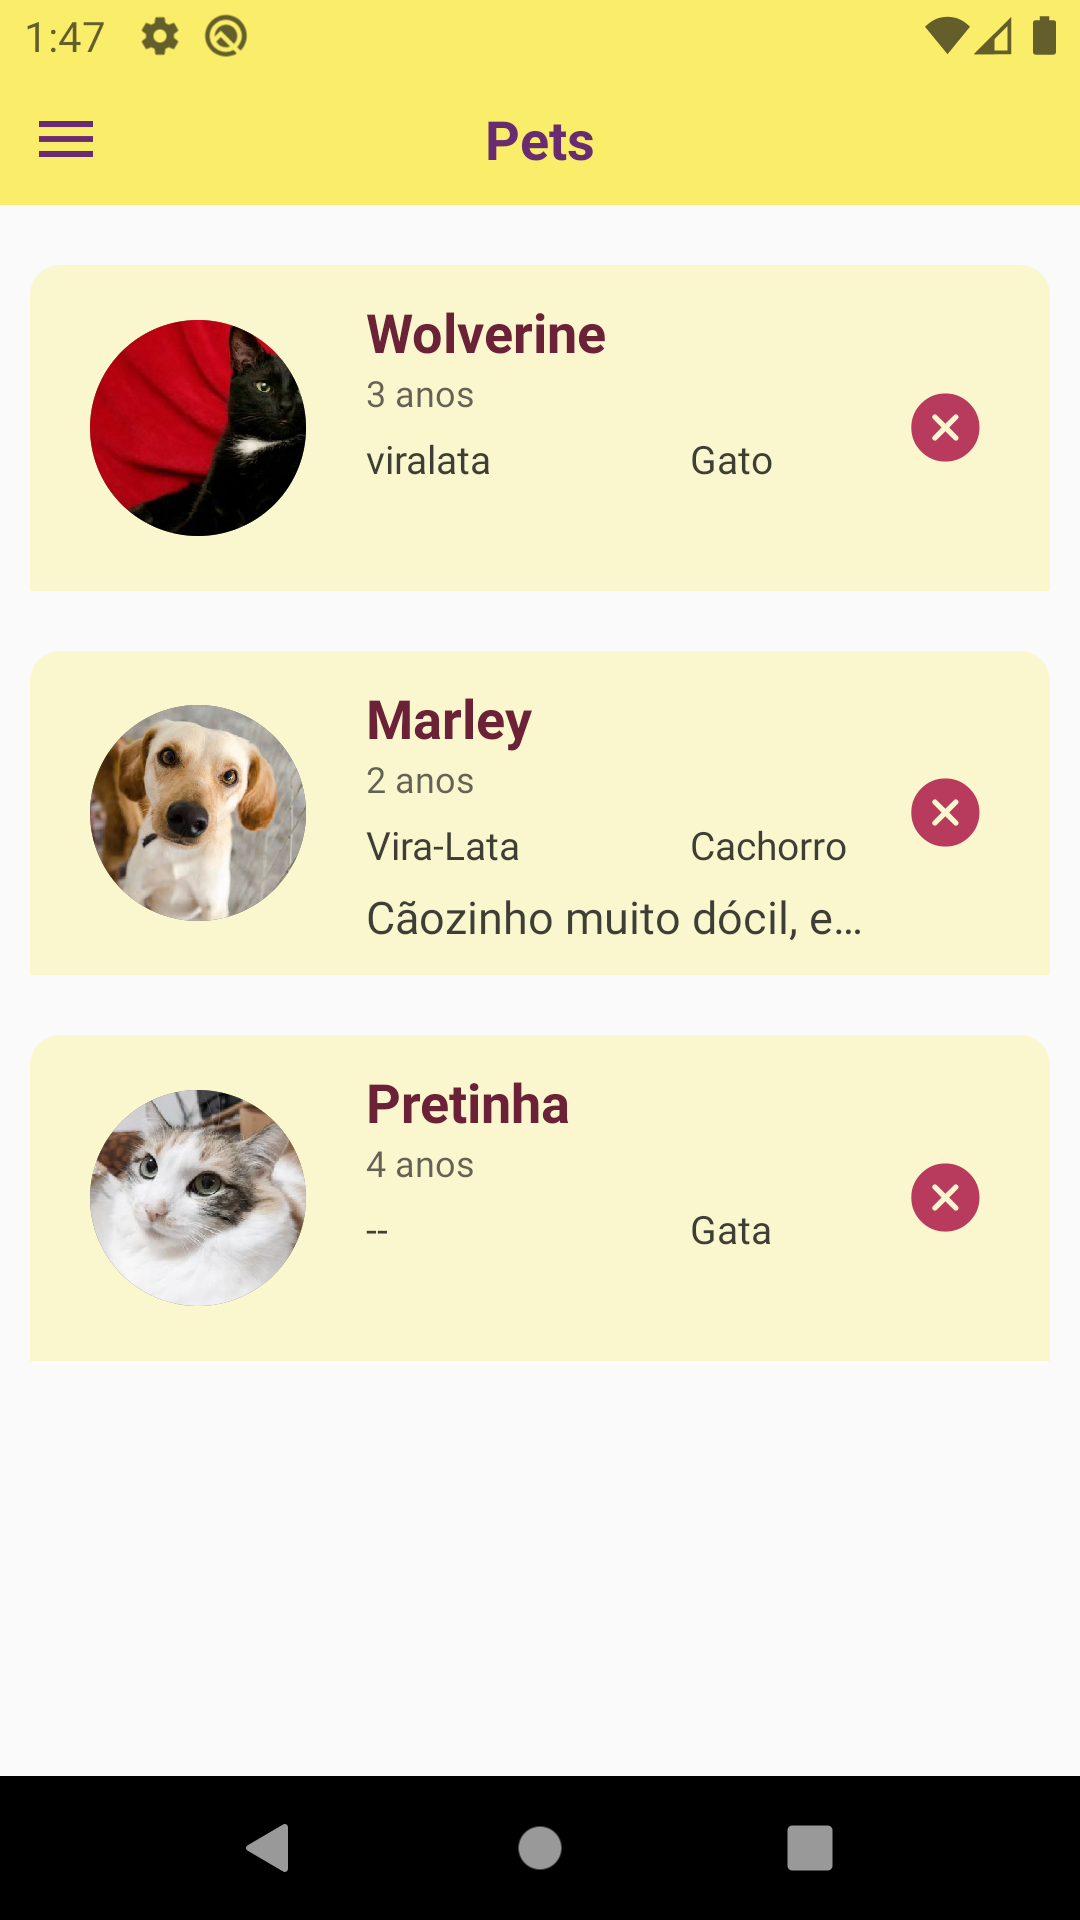 1:47
Pets
Wolverine
3 anos
viralata Gato
Marley
2 anos
Vira-Lata Cachorro
Cãozinho muito dócil, e...
Pretinha
4 anos
-- Gata